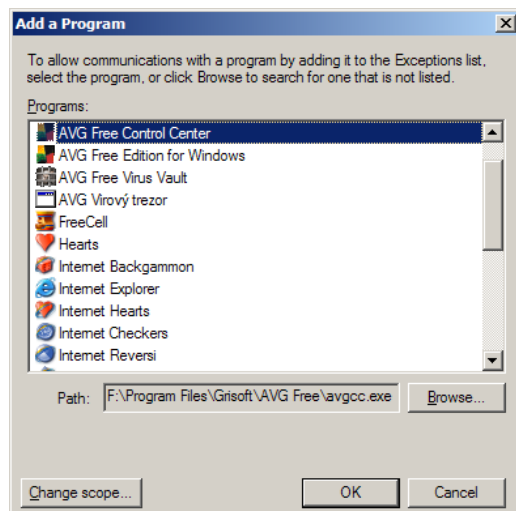 Add a Program
To allow communications with a program by adding it to the Exceptions list,
select the program, or click Browse to search for one that is not listed.
Programs:
AVG Free Control Center
AVG Free Edition for Windows
AVG Free Virus Vault
AVG Virový trezor
FreeCell
Hearts
Internet Backgammon
Internet Explorer
Internet Hearts
Internet Checkers
Internet Reversi
Path: F:\Program Files\Grisoft\AVG Free\avgcc.exe Browse...
Change scope... OK Cancel